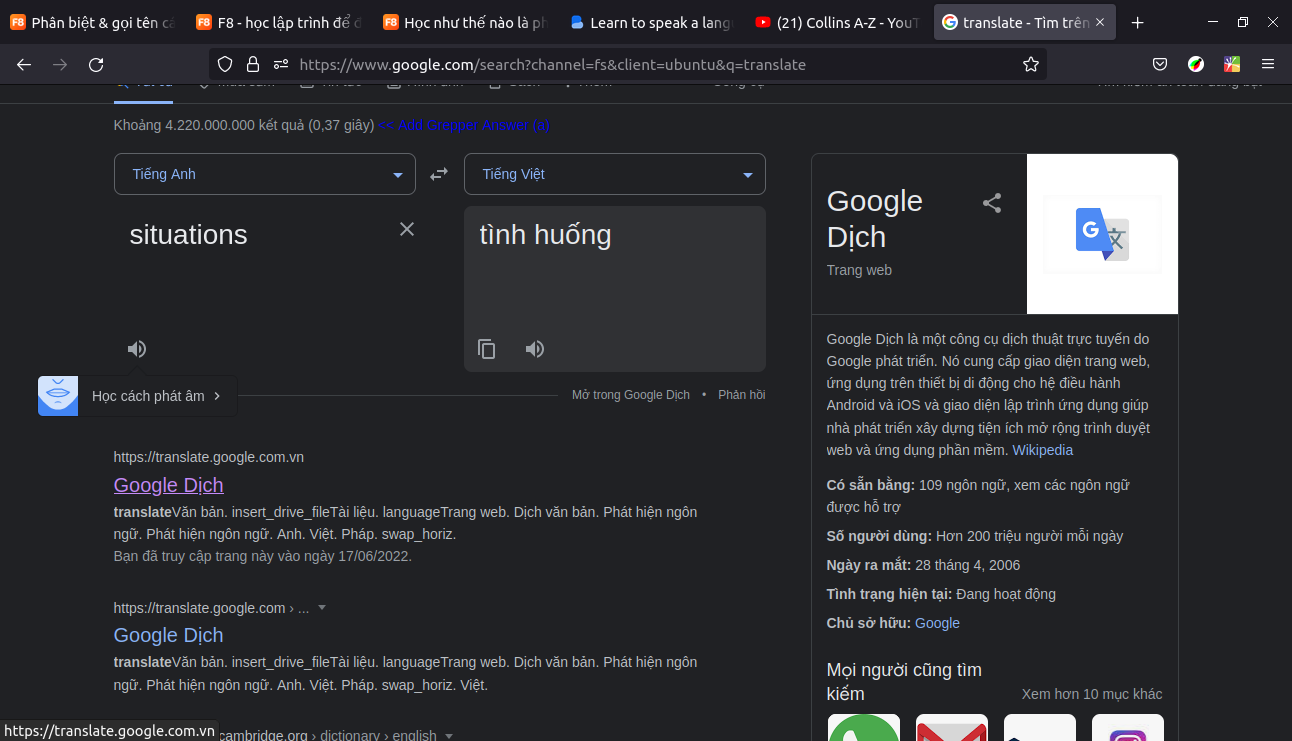 Phân biệt & gọi tên
F8 - học lập trình để
Học như thế nào là
Learn to speak a
(21) Collins A-Z -
translate - Tìm trên
https://www.google.com/search?channel=fs&client=ubuntu&q=translate
Khoảng 4.220.000.000 kết quả (0,37 giây)
Tiếng Anh
Tiếng Việt
situations
tình huống
Học cách phát âm
Mở trong Google Dịch • Phản hồi
https://translate.google.com.vn
Google Dịch
translateVăn bản. insert_drive_fileTài liệu. languageTrang web. Dịch văn bản. Phát hiện ngôn
ngữ. Phát hiện ngôn ngữ. Anh. Việt. Pháp. swap_horiz.
Bạn đã truy cập trang này vào ngày 17/06/2022.
https://translate.google.com › ...
Google Dịch
translateVăn bản. insert_drive_fileTài liệu. languageTrang web. Dịch văn bản. Phát hiện ngôn
ngữ. Phát hiện ngôn ngữ. Anh. Việt. Pháp. swap_horiz. Việt.
cambridge.org › dictionary › english
https://translate.google.com.vn
Google
Dịch
Trang web
Google Dịch là một công cụ dịch thuật trực tuyến do
Google phát triển. Nó cung cấp giao diện trang web,
ứng dụng trên thiết bị di động cho hệ điều hành
Android và iOS và giao diện lập trình ứng dụng giúp
nhà phát triển xây dựng tiện ích mở rộng trình duyệt
web và ứng dụng phần mềm. Wikipedia
Có sẵn bằng: 109 ngôn ngữ, xem các ngôn ngữ
được hỗ trợ
Số người dùng: Hơn 200 triệu người mỗi ngày
Ngày ra mắt: 28 tháng 4, 2006
Tình trạng hiện tại: Đang hoạt động
Chủ sở hữu: Google
Mọi người cũng tìm
kiếm
Xem hơn 10 mục khác